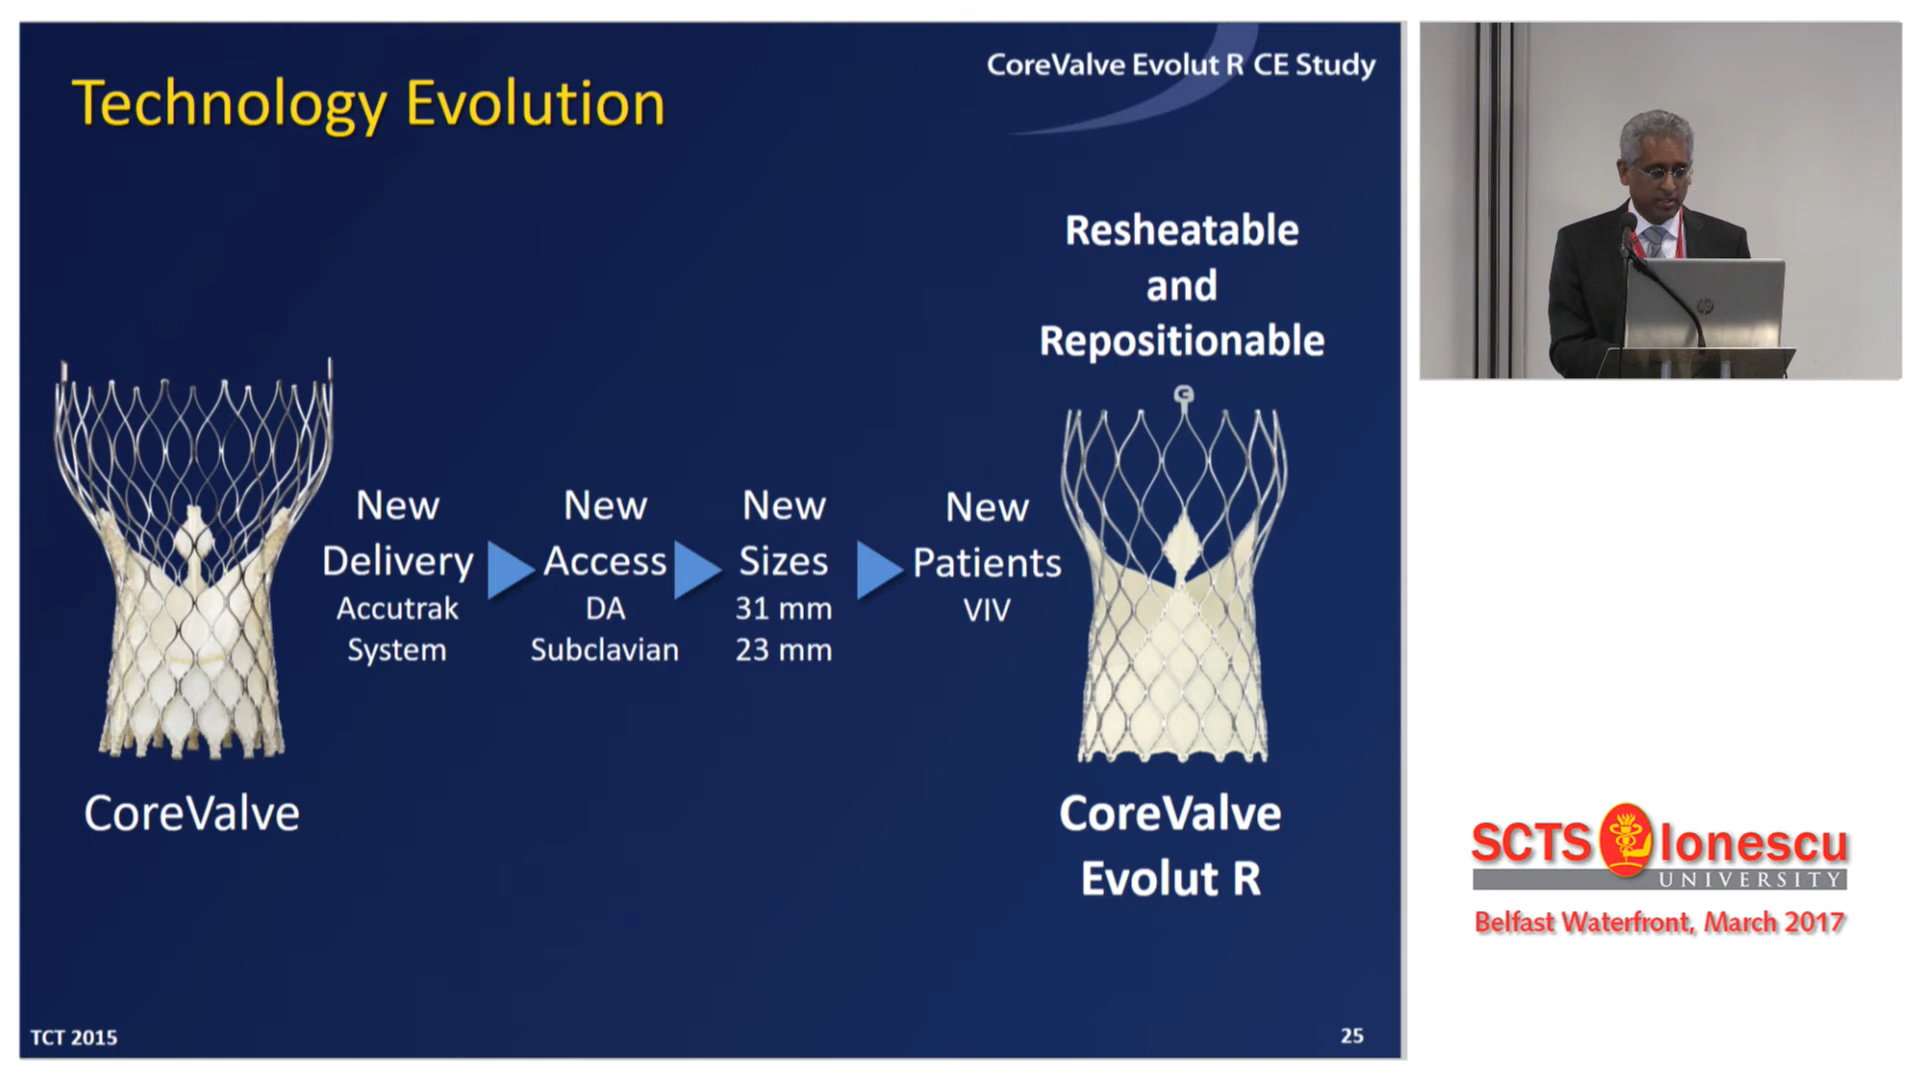 CoreValve Evolut R CE Study
Technology Evolution
Resheatable
and
Repositionable
New
Delivery
Accutrak
System
New
Access
DA
Subclavian
New
Sizes
31 mm
23 mm
New
Patients
VIV
CoreValve
CoreValve
Evolut R
TCT 2015
25
hp
SCTS Ionescu
UNIVERSITY
Belfast Waterfront, March 2017